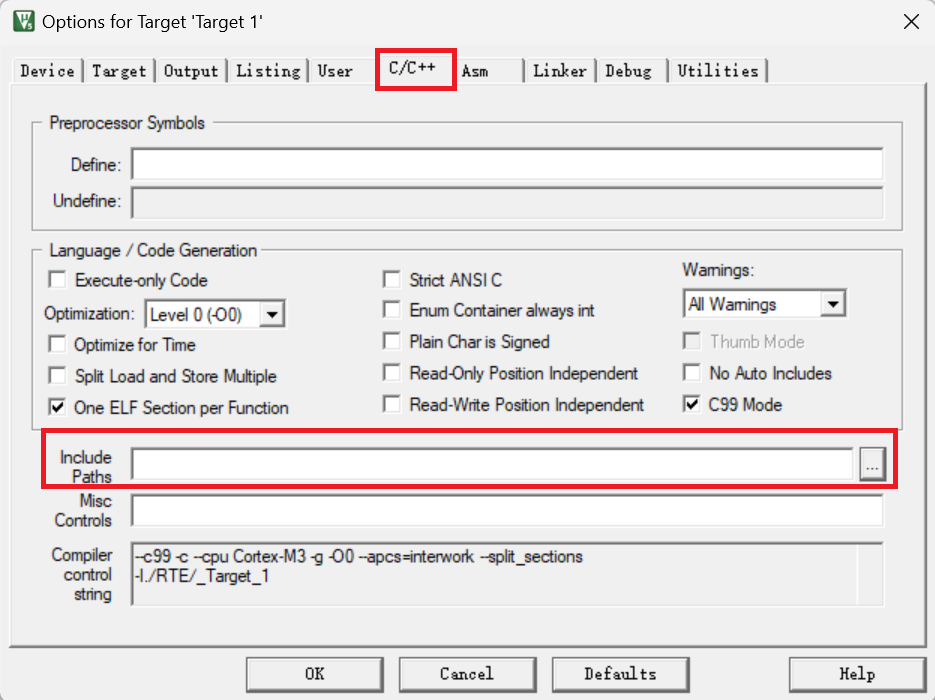 Options for Target 'Target 1'
Device Target Output Listing User C/C++ Asm Linker Debug Utilities
Preprocessor Symbols
Define:
Undefine:
Language / Code Generation
Execute-only Code
Strict ANSI C
Warnings:
Optimization: Level 0 (-O0)
Enum Container always int
All Warnings
Optimize for Time
Plain Char is Signed
Thumb Mode
Split Load and Store Multiple
Read-Only Position Independent
No Auto Includes
One ELF Section per Function
Read-Write Position Independent
C99 Mode
Include
Paths
...
Misc
Controls
Compiler
control
string
--c99 -c --cpu Cortex-M3 -g -O0 --apcs=interwork --split_sections
-I./RTE/_Target_1
OK Cancel Defaults Help